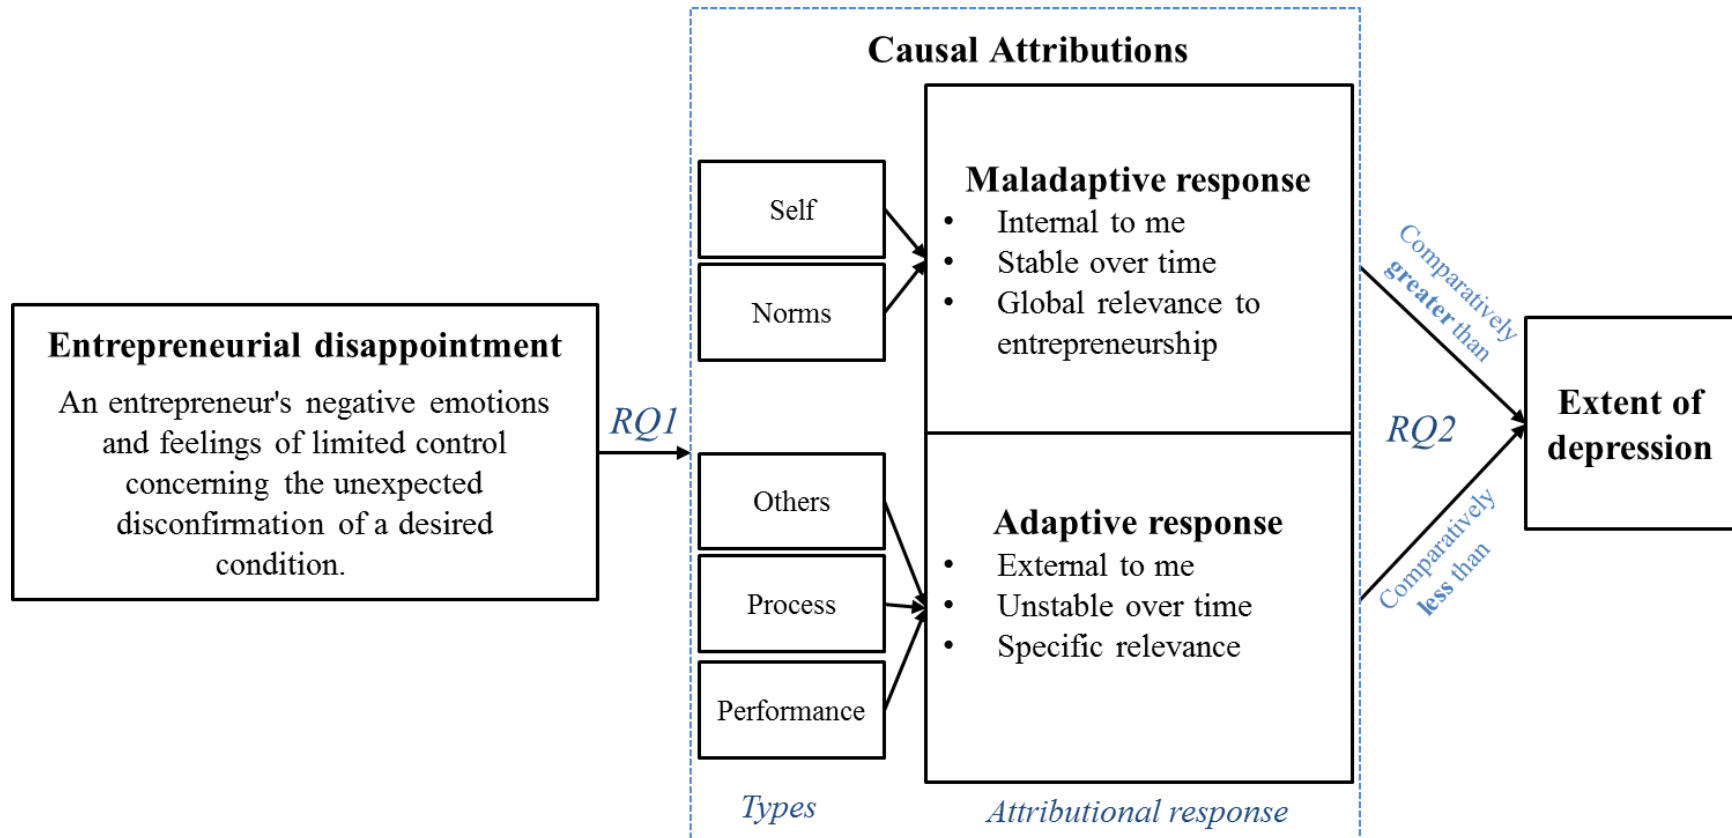 Causal Attributions
Entrepreneurial disappointment
An entrepreneur's negative emotions
and feelings of limited control
concerning the unexpected
disconfirmation of a desired
condition.
RQ1
Self
Norms
Others
Process
Performance
Types
Maladaptive response
• Internal to me
• Stable over time
• Global relevance to
entrepreneurship
Adaptive response
• External to me
• Unstable over time
• Specific relevance
Attributional response
Comparatively
greater than
RQ2
Comparatively
less than
Extent of
depression